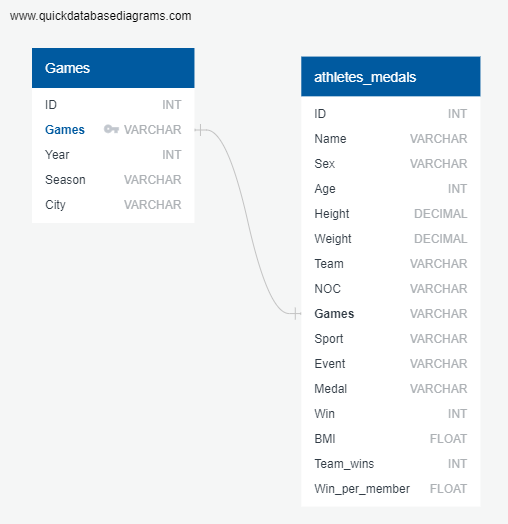 www.quickdatabasediagrams.com
Games
ID INT
Games VARCHAR
Year INT
Season VARCHAR
City VARCHAR
athletes_medals
ID INT
Name VARCHAR
Sex VARCHAR
Age INT
Height DECIMAL
Weight DECIMAL
Team VARCHAR
NOC VARCHAR
Games VARCHAR
Sport VARCHAR
Event VARCHAR
Medal VARCHAR
Win INT
BMI FLOAT
Team_wins INT
Win_per_member FLOAT